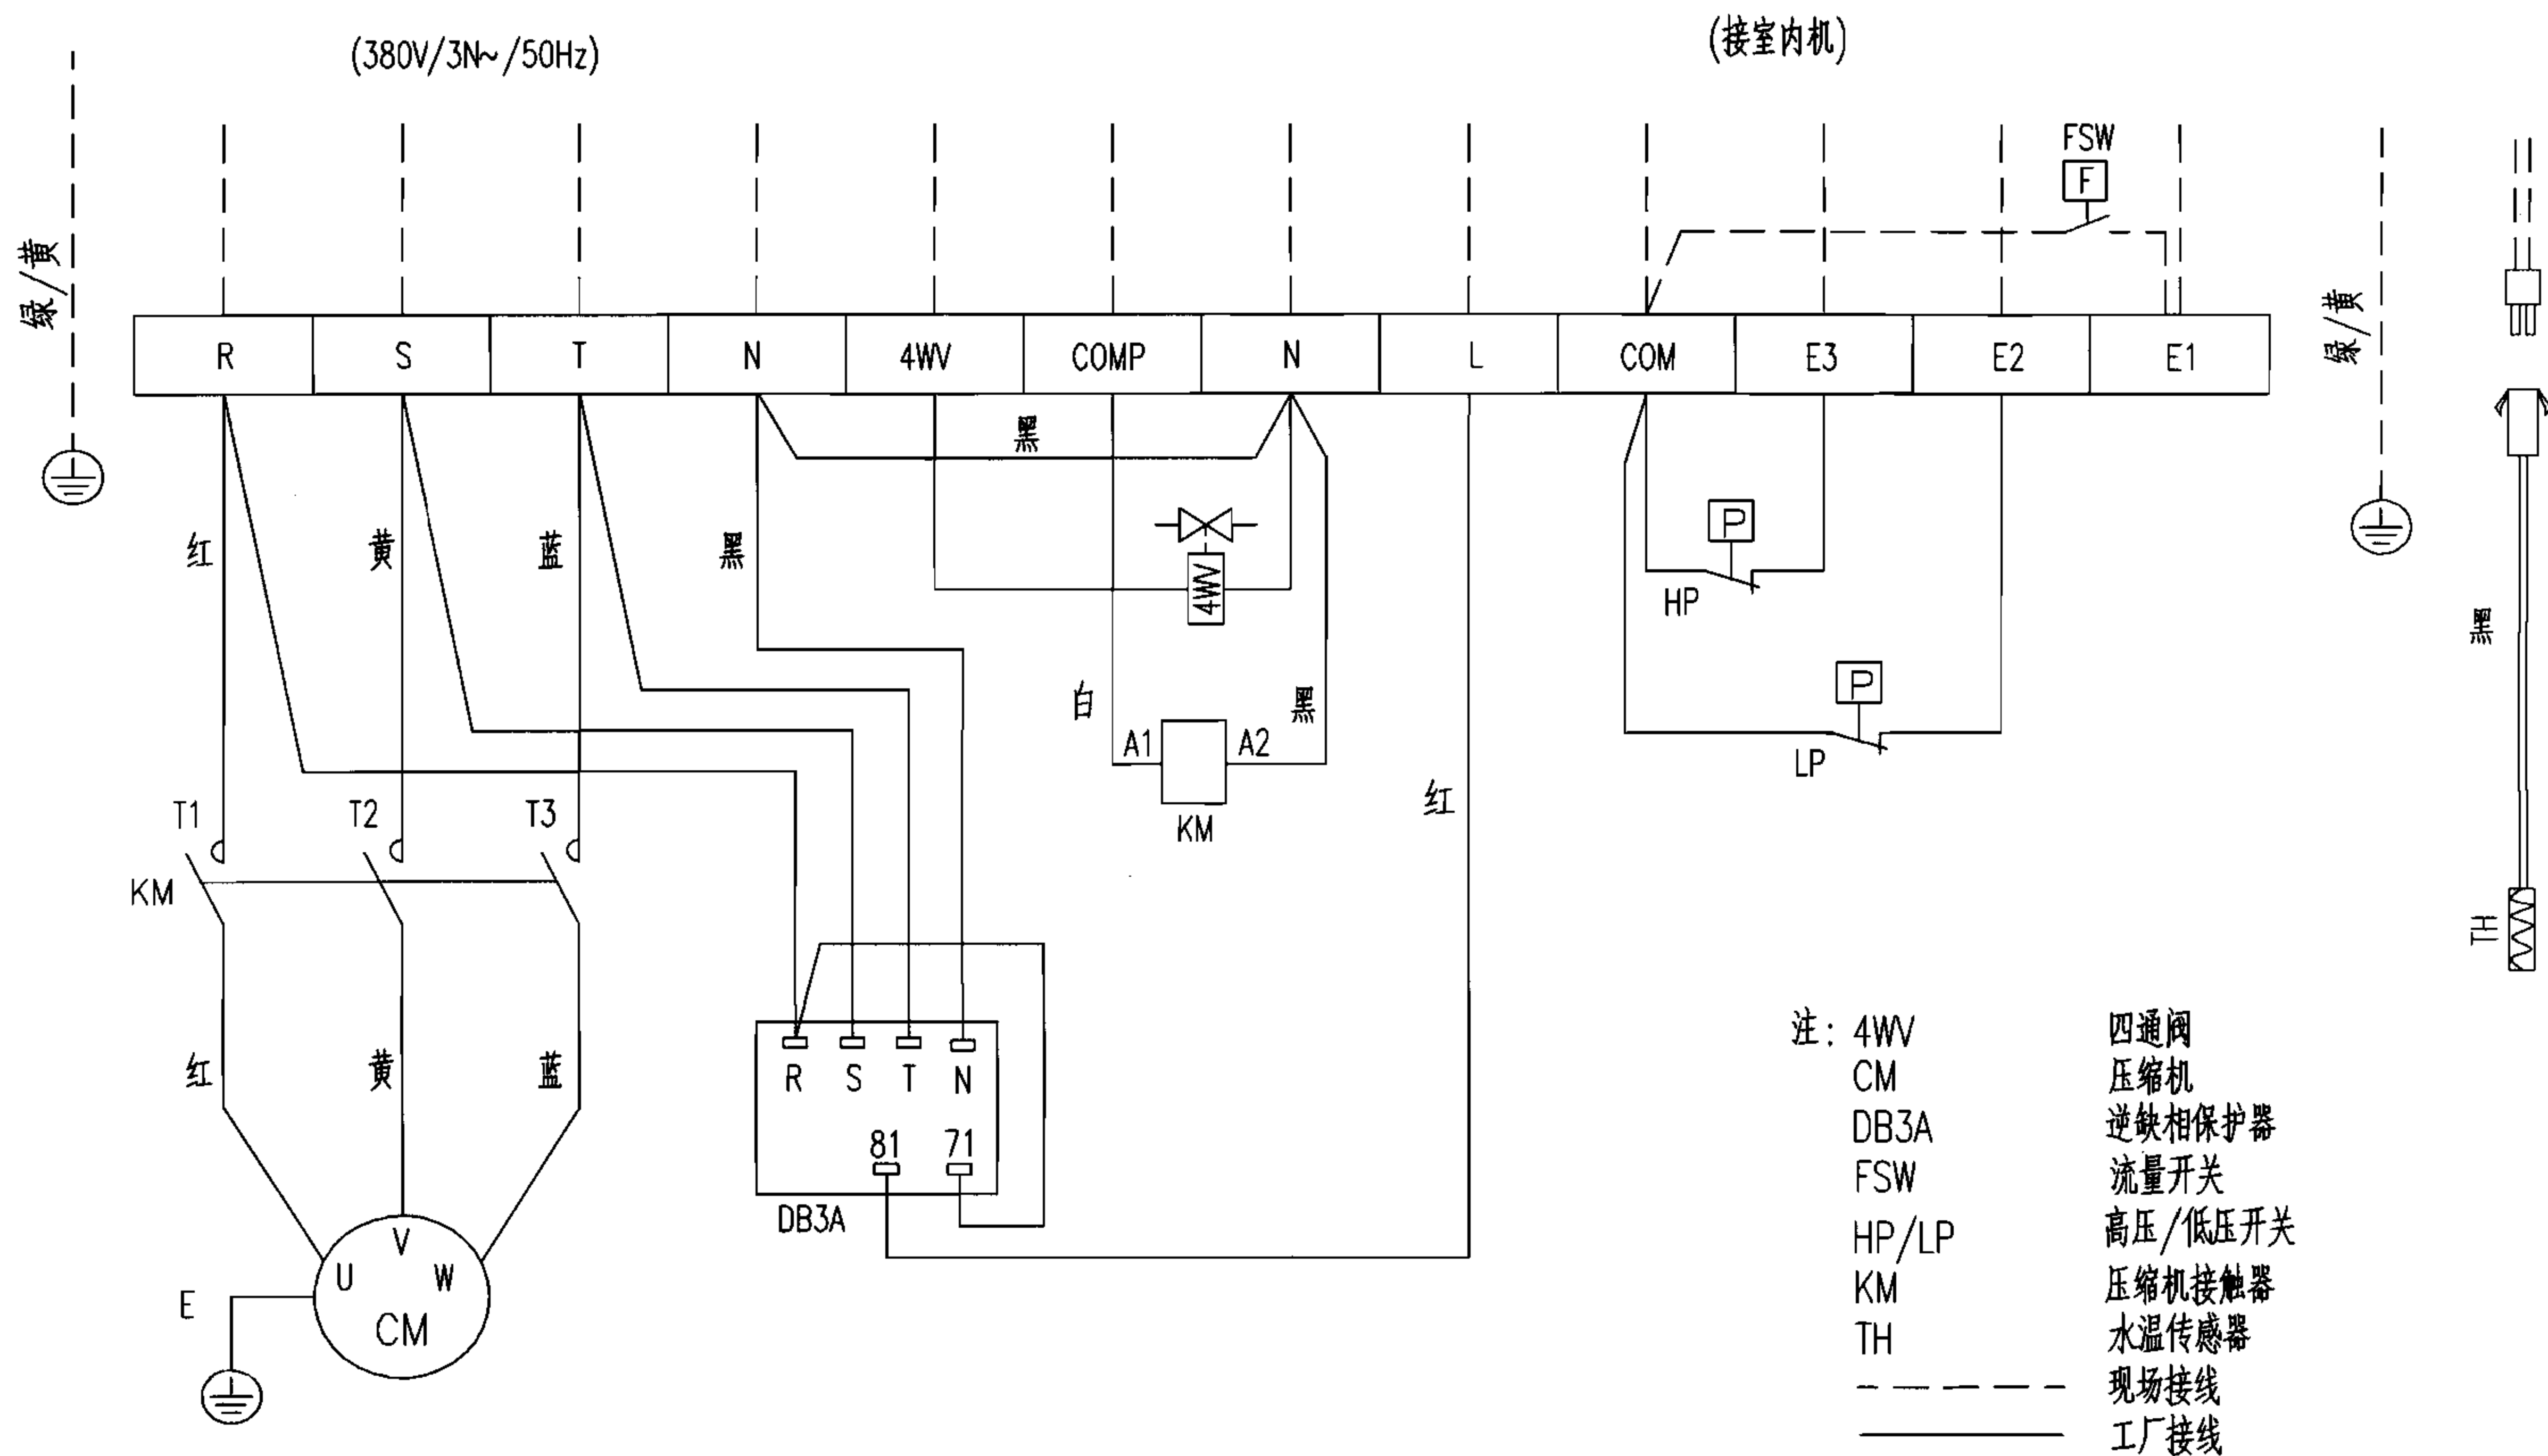 (380V/3N~/50Hz)
(接室内机)
FSW
F
绿/黄
绿/黄
R S T N 4WV COMP N L COM E3 E2 E1
黑
红 黄 蓝 黑
4WV
P
HP
黑
P
LP
白 黑
A1 A2
KM
红
T1 T2 T3
KM
TH
红 黄 蓝
R S T N
81 71
DB3A
U V W
CM
E
注: 4WV 四通阀
CM 压缩机
DB3A 逆缺相保护器
FSW 流量开关
HP/LP 高压/低压开关
KM 压缩机接触器
TH 水温传感器
现场接线
工厂接线